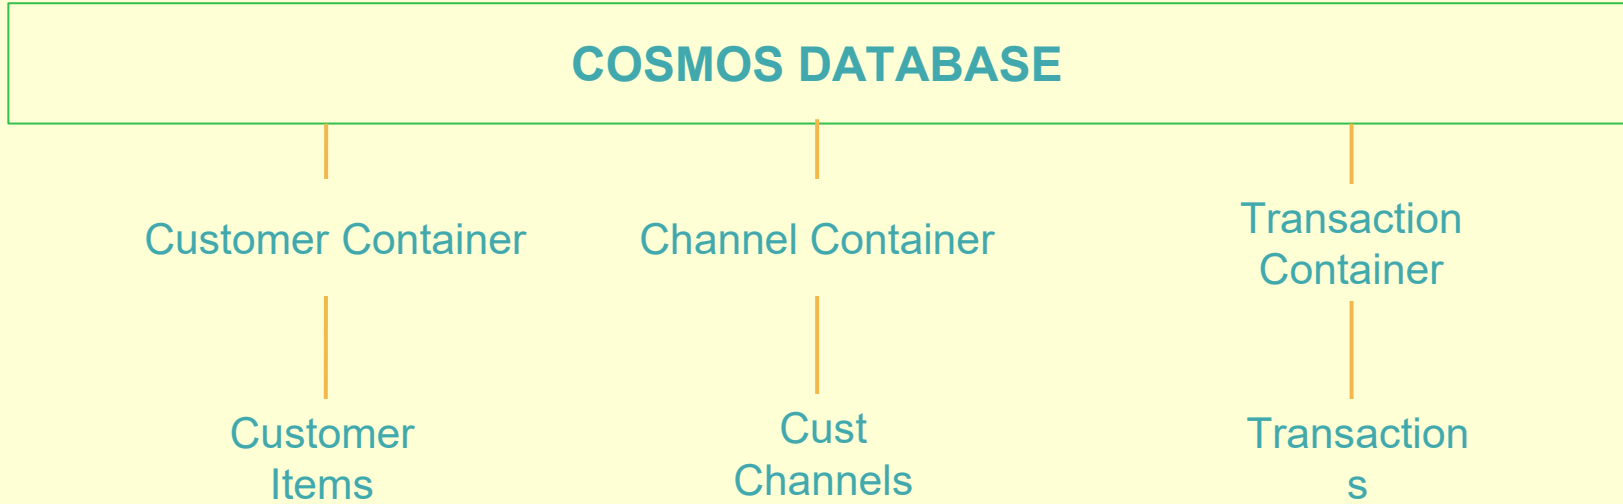 COSMOS DATABASE
Customer Container
Channel Container
Transaction
Container
Customer
Items
Cust
Channels
Transaction
s